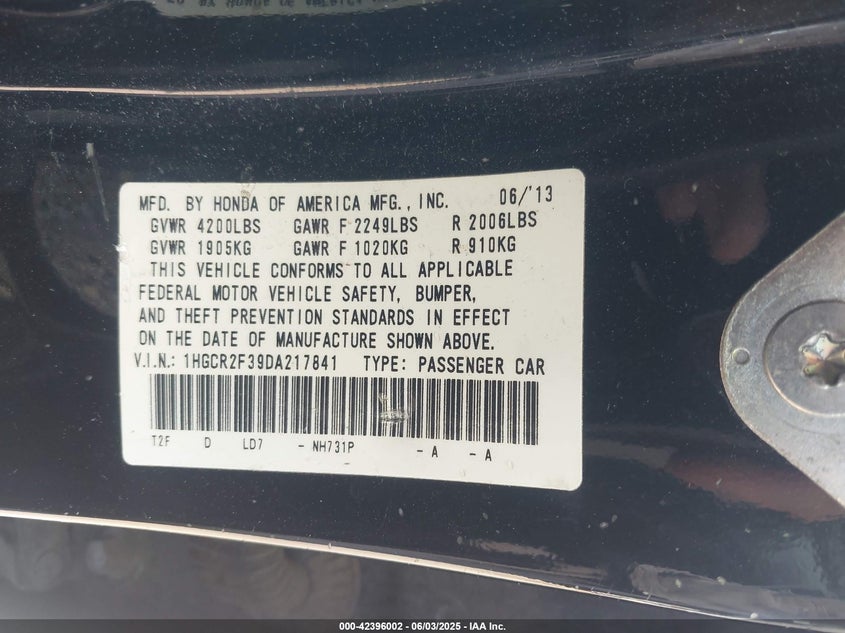 MFD. BY HONDA OF AMERICA MFG., INC. 06/'13
GVWR 4200LBS GAWR F 2249LBS R 2006LBS
GVWR 1905KG GAWR F 1020KG R 910KG
THIS VEHICLE CONFORMS TO ALL APPLICABLE
FEDERAL MOTOR VEHICLE SAFETY, BUMPER,
AND THEFT PREVENTION STANDARDS IN EFFECT
ON THE DATE OF MANUFACTURE SHOWN ABOVE.
V.I.N.: 1HGCR2F39DA217841 TYPE: PASSENGER CAR
T2F D LD7 - NH731P - A - A
000-42396002 - 06/03/2025 - IAA Inc.